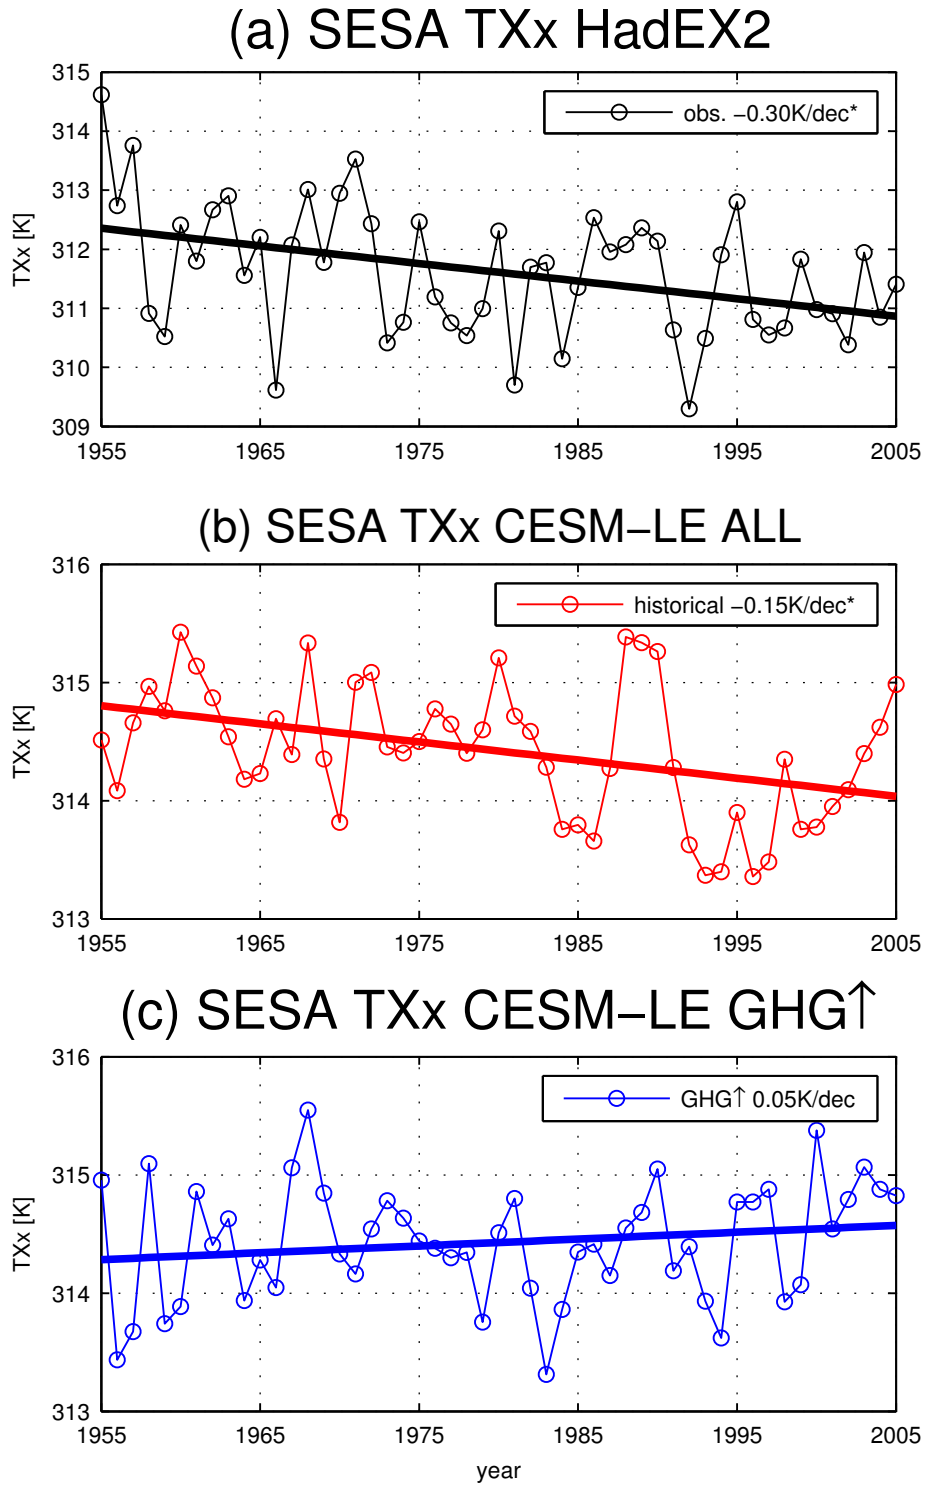 (a) SESA TXx HadEX2
315
314
313
312
311
310
309
TXx [K]
obs. −0.30K/dec*
1955 1965 1975 1985 1995 2005
(b) SESA TXx CESM−LE ALL
316
315
314
313
TXx [K]
historical −0.15K/dec*
1955 1965 1975 1985 1995 2005
(c) SESA TXx CESM−LE GHG↑
316
315
314
313
TXx [K]
GHG↑ 0.05K/dec
1955 1965 1975 1985 1995 2005
year